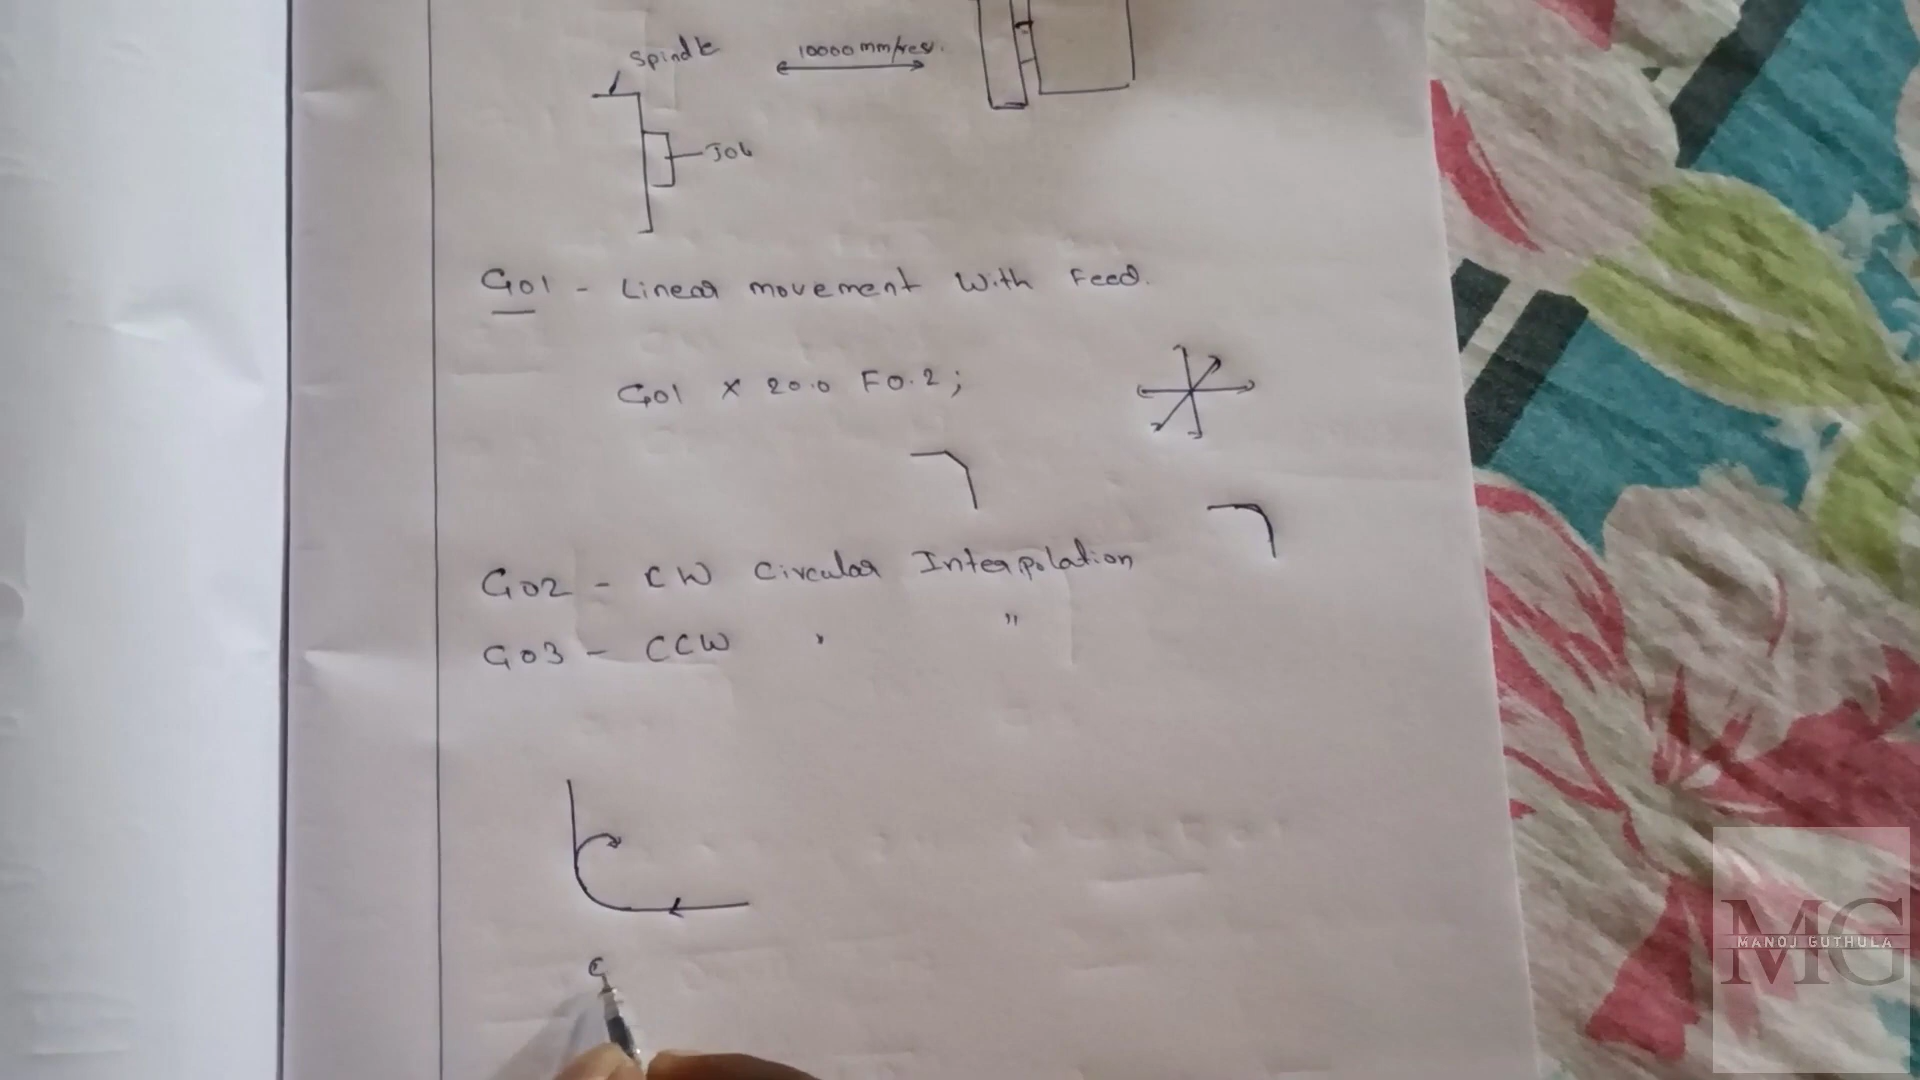 Spindle
10000 mm/rev.
Job
G01 - Linear movement With Feed.
G01 X 20.0 F0.2;
G02 - CW Circular Interpolation
G03 - CCW " "
G
MG
MANOJ GUTHULA